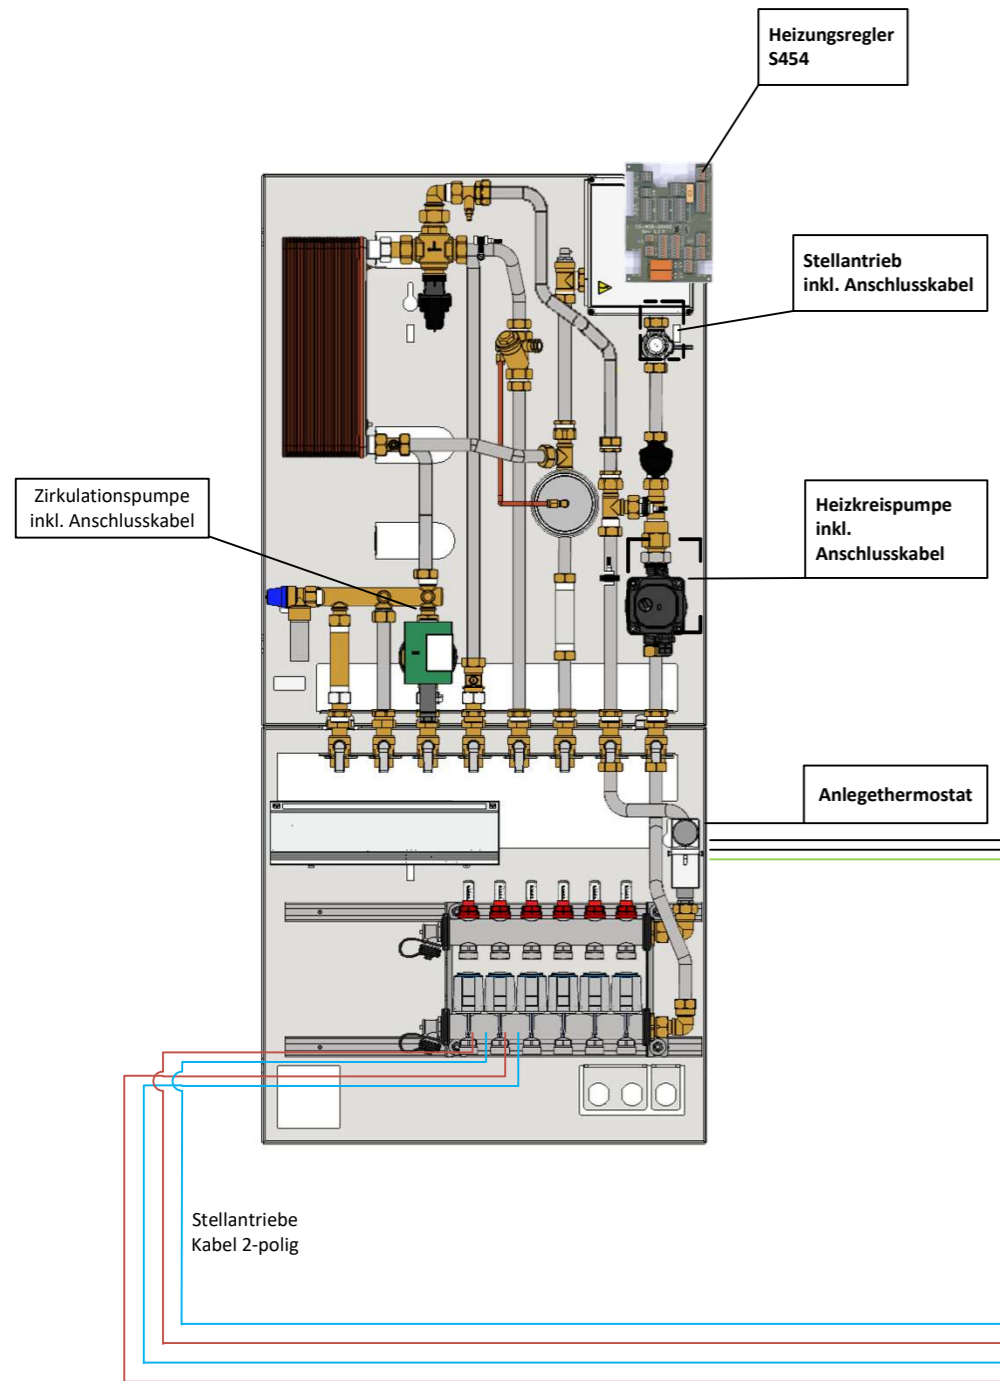 Heizungsregler
S454
Stellantrieb
inkl. Anschlusskabel
Zirkulationspumpe
inkl. Anschlusskabel
Heizkreispumpe
inkl.
Anschlusskabel
Anlegethermostat
Stellantriebe
Kabel 2-polig